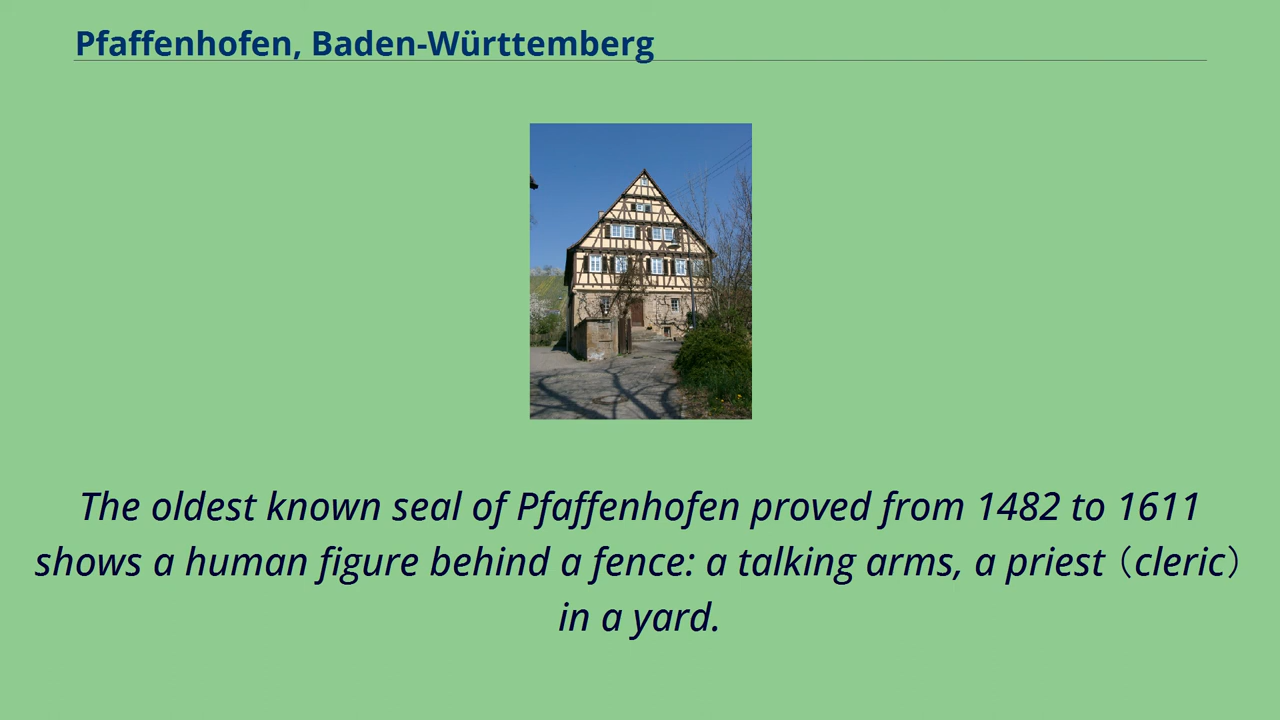 Pfaffenhofen, Baden-Württemberg
The oldest known seal of Pfaffenhofen proved from 1482 to 1611
shows a human figure behind a fence: a talking arms, a priest（cleric）
in a yard.